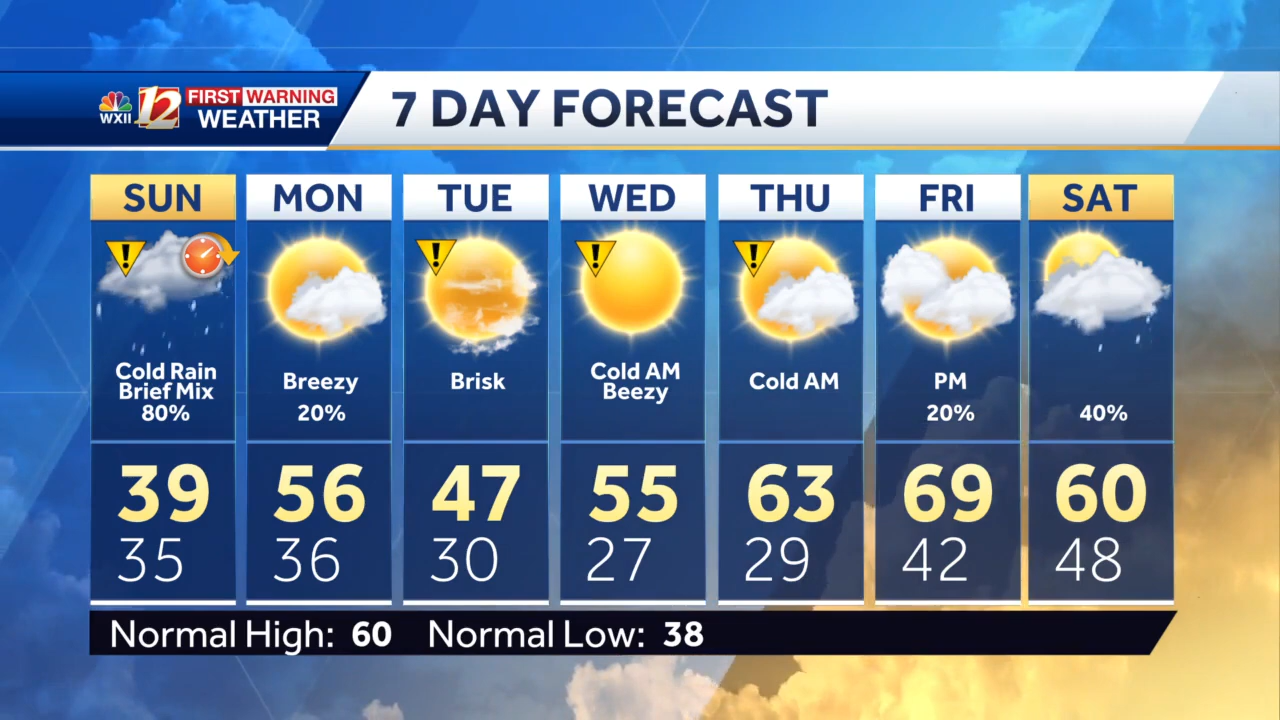 WXII 12 FIRST WARNING
WEATHER
7 DAY FORECAST
SUN
!
Cold Rain
Brief Mix
80%
39
35
MON
Breezy
20%
56
36
TUE
!
Brisk
47
30
WED
!
Cold AM
Beezy
55
27
THU
!
Cold AM
63
29
FRI
PM
20%
69
42
SAT
40%
60
48
Normal High: 60 Normal Low: 38